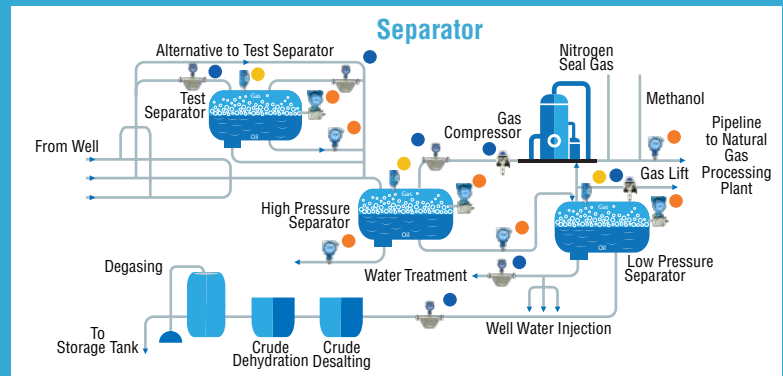 Separator
Alternative to Test Separator
Nitrogen
Seal Gas
Test
Separator
Gas
Oil
Methanol
Gas
Compressor
Pipeline
to Natural
Gas
Processing
Plant
From Well
Gas Lift
High Pressure
Separator
Gas
Oil
Gas
Oil
Low Pressure
Separator
Degasing
Water Treatment
Well Water Injection
To
Storage Tank
Crude
Dehydration
Crude
Desalting